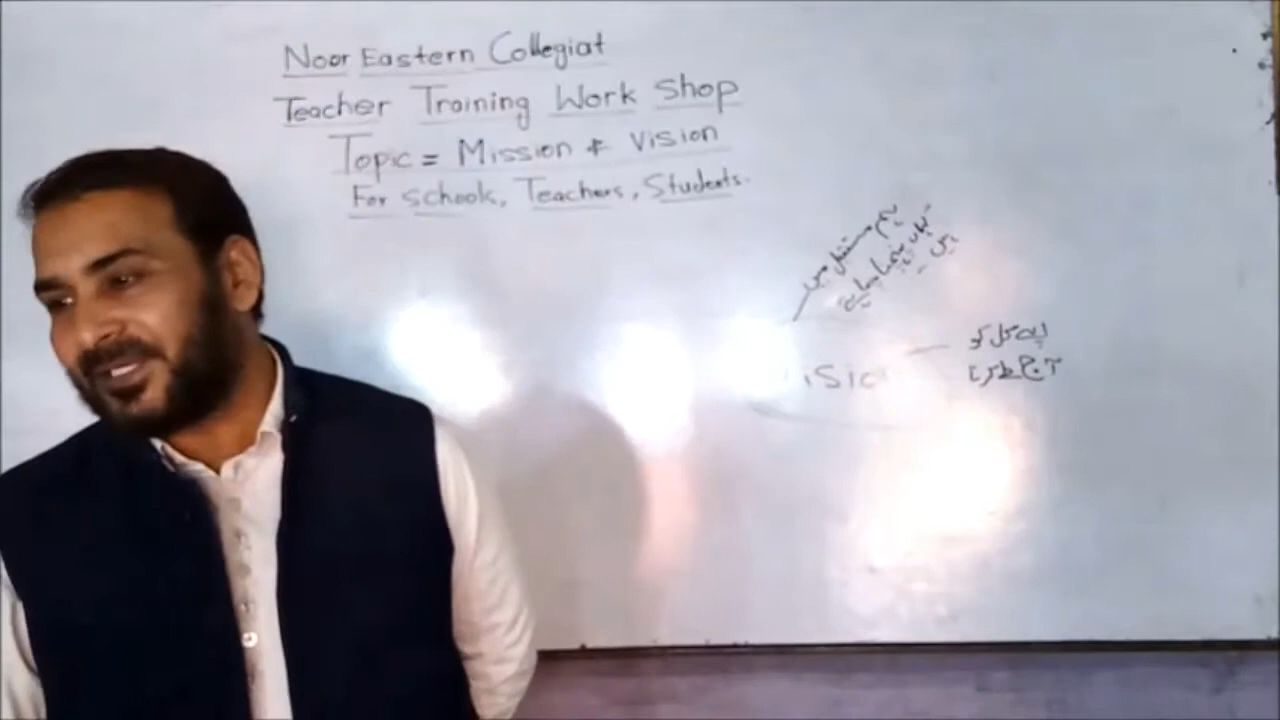 Noor Eastern Collegiat
Teacher Training Work Shop
Topic = Mission & Vision
For schools, Teachers, Students.
ہم مستقبل میں
کہاں پہنچنا چاہتے
ہیں
اپنے کل کو
آج طے کرنا
isio